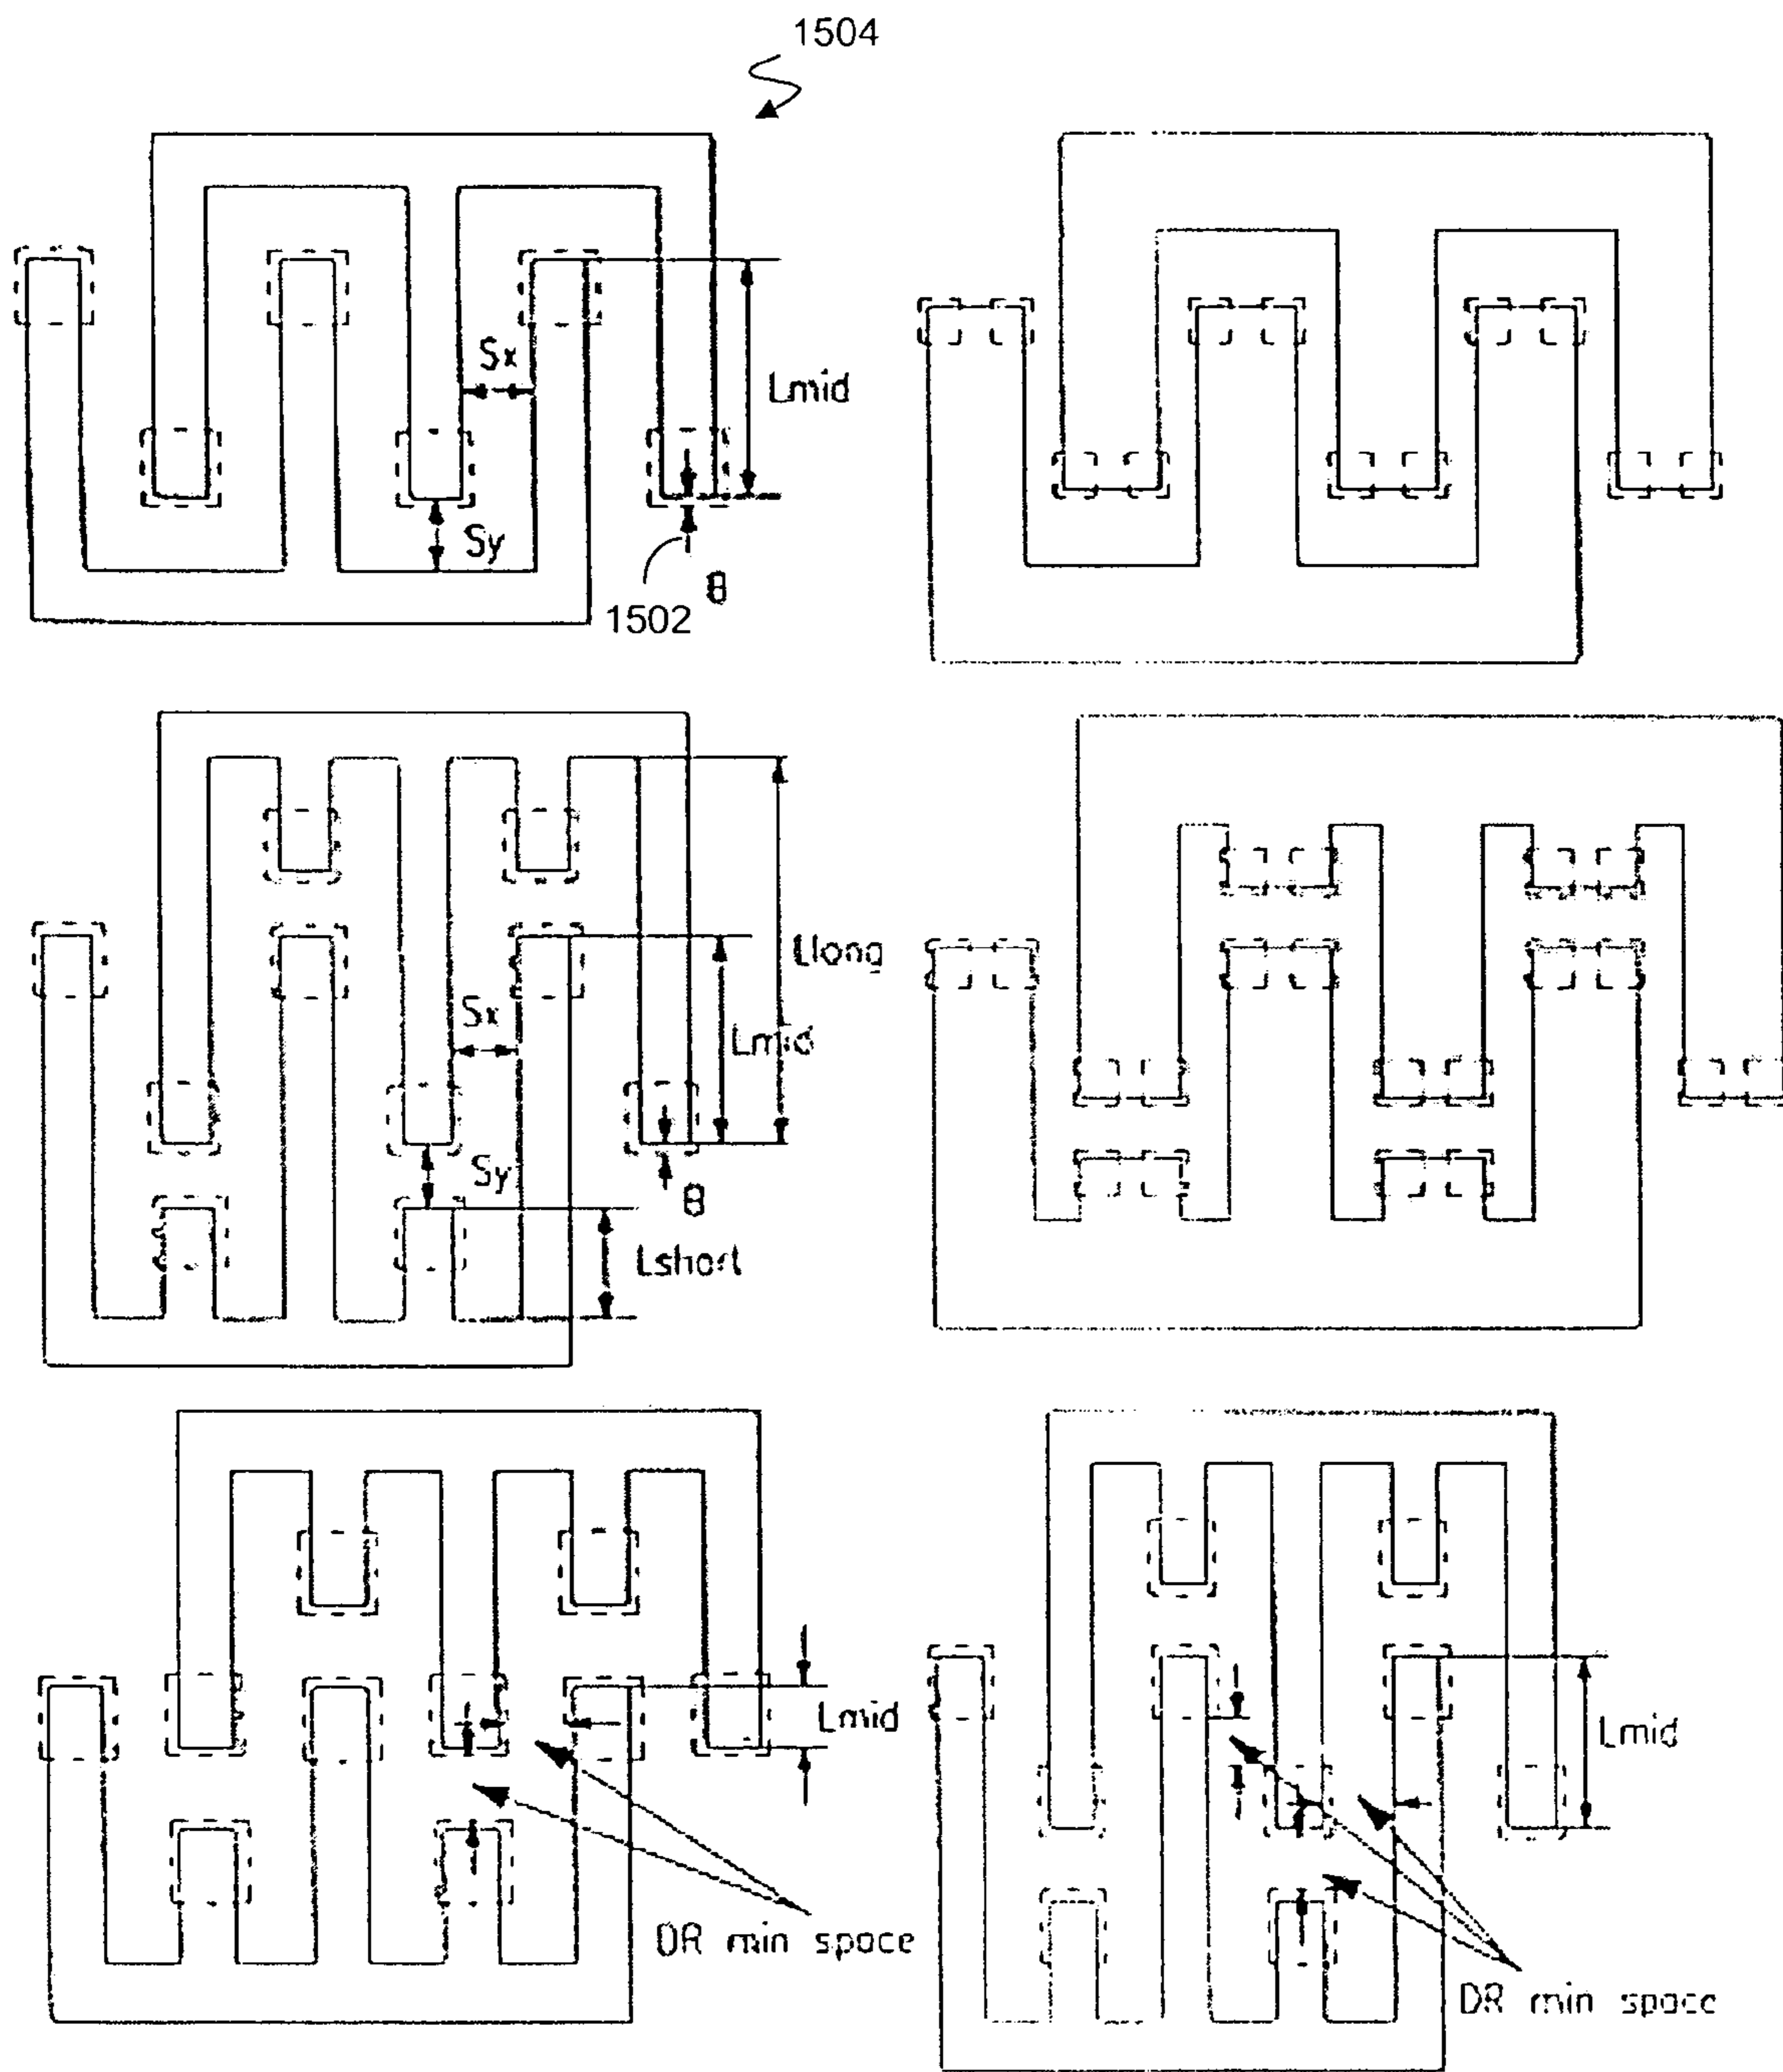 1504
Sx
Lmid
Sy
θ
1502
Llong
Sx
Lmid
Sy
θ
Lshort
Lmid
DR min space
Lmid
DR min space